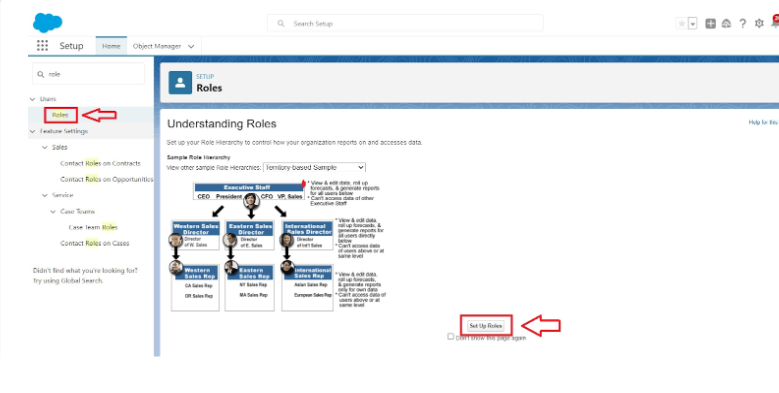 Search Setup
Setup
Home
Object Manager
role
Users
Roles
Feature Settings
Sales
Contact Roles on Contracts
Contact Roles on Opportunities
Service
Case Teams
Case Team Roles
Contact Roles on Cases
Didn't find what you're looking for?
Try using Global Search.
SETUP
Roles
Understanding Roles
Help for this
Set up your Role Hierarchy to control how your organization reports on and accesses data.
Sample Role Hierarchy
View other sample Role Hierarchies: Territory-based Sample
Executive Staff
CEO President CFO VP, Sales
* View & edit data, roll up
forecasts, & generate reports
for all users below
* Can't access data of other
Executive Staff
Western Sales
Director
Director
of W. Sales
Eastern Sales
Director
Director
of E. Sales
International
Sales Director
Director
of Int'l Sales
* View & edit data,
roll up forecasts, &
generate reports for
all users directly
below
* Can't access data
of users above or at
same level
Western
Sales Rep
CA Sales Rep
OR Sales Rep
Eastern
Sales Rep
NY Sales Rep
MA Sales Rep
International
Sales Rep
Asian Sales Rep
European Sales Rep
* View & edit data,
roll up forecasts,
& generate reports
only for own data
* Can't access data of
users above or at
same level
Set Up Roles
Don't show this page again